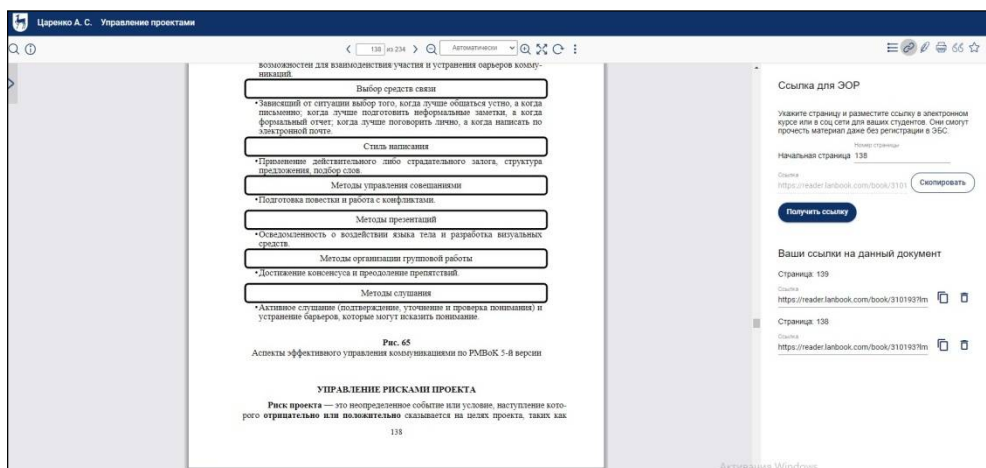 Царенко А. С. Управление проектами
138 из 234
Автоматически
возможностей для взаимодействия участия и устранения барьеров комму-
никаций.
Выбор средств связи
•Зависящий от ситуации выбор того, когда лучше общаться устно, а когда
письменно; когда лучше подготовить неформальные заметки, а когда
формальный отчет; когда лучше поговорить лично, а когда написать по
электронной почте.
Стиль написания
•Применение действительного либо страдательного залога, структура
предложения, подбор слов.
Методы управления совещаниями
•Подготовка повестки и работа с конфликтами.
Методы презентаций
•Осведомленность о воздействии языка тела и разработка визуальных
средств.
Методы организации групповой работы
•Достижение консенсуса и преодоление препятствий.
Методы слушания
•Активное слушание (подтверждение, уточнение и проверка понимания) и
устранение барьеров, которые могут исказить понимание.
Рис. 65
Аспекты эффективного управления коммуникациями по PMBoK 5-й версии
УПРАВЛЕНИЕ РИСКАМИ ПРОЕКТА
Риск проекта — это неопределенное событие или условие, наступление кото-
рого отрицательно или положительно сказывается на целях проекта, таких как
138
Ссылка для ЭОР
Укажите страницу и разместите ссылку в электронном
курсе или в соц сети для ваших студентов. Они смогут
прочесть материал даже без регистрации в ЭБС.
Номер страницы
Начальная страница 138
Ссылка
https://reader.lanbook.com/book/3101
Скопировать
Получить ссылку
Ваши ссылки на данный документ
Страница: 139
Ссылка
https://reader.lanbook.com/book/310193?lm
Страница: 138
Ссылка
https://reader.lanbook.com/book/310193?lm
Активация Windows